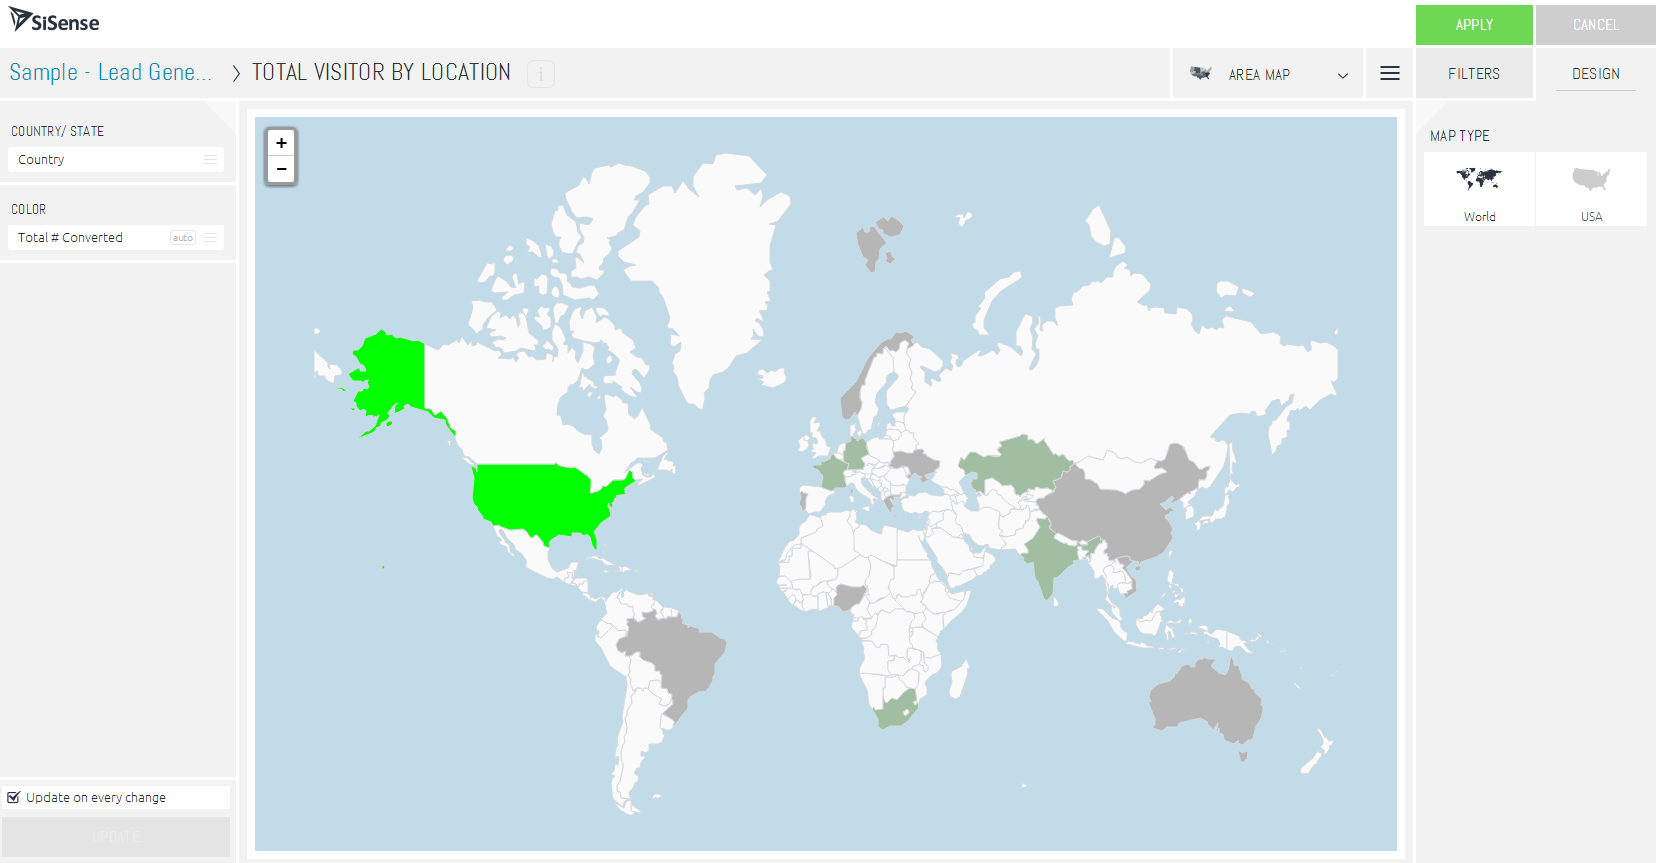 SiSense
APPLY
CANCEL
Sample - Lead Gene...
TOTAL VISITOR BY LOCATION
i
AREA MAP
FILTERS
DESIGN
COUNTRY/ STATE
Country
COLOR
Total # Converted
auto
+
−
MAP TYPE
World
USA
Update on every change
UPDATE